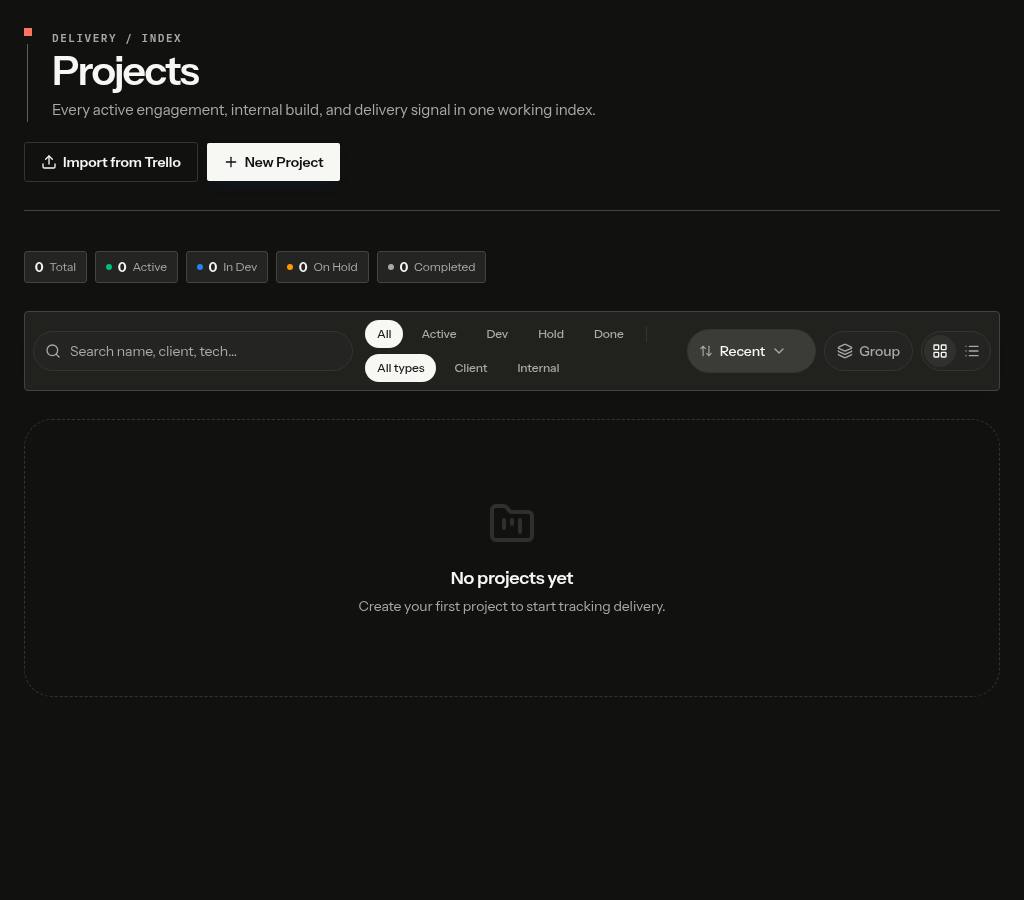 DELIVERY / INDEX
Projects
Every active engagement, internal build, and delivery signal in one working index.
Import from Trello
New Project
0 Total
0 Active
0 In Dev
0 On Hold
0 Completed
Search name, client, tech...
All Active Dev Hold Done
All types Client Internal
Recent
Group
No projects yet
Create your first project to start tracking delivery.